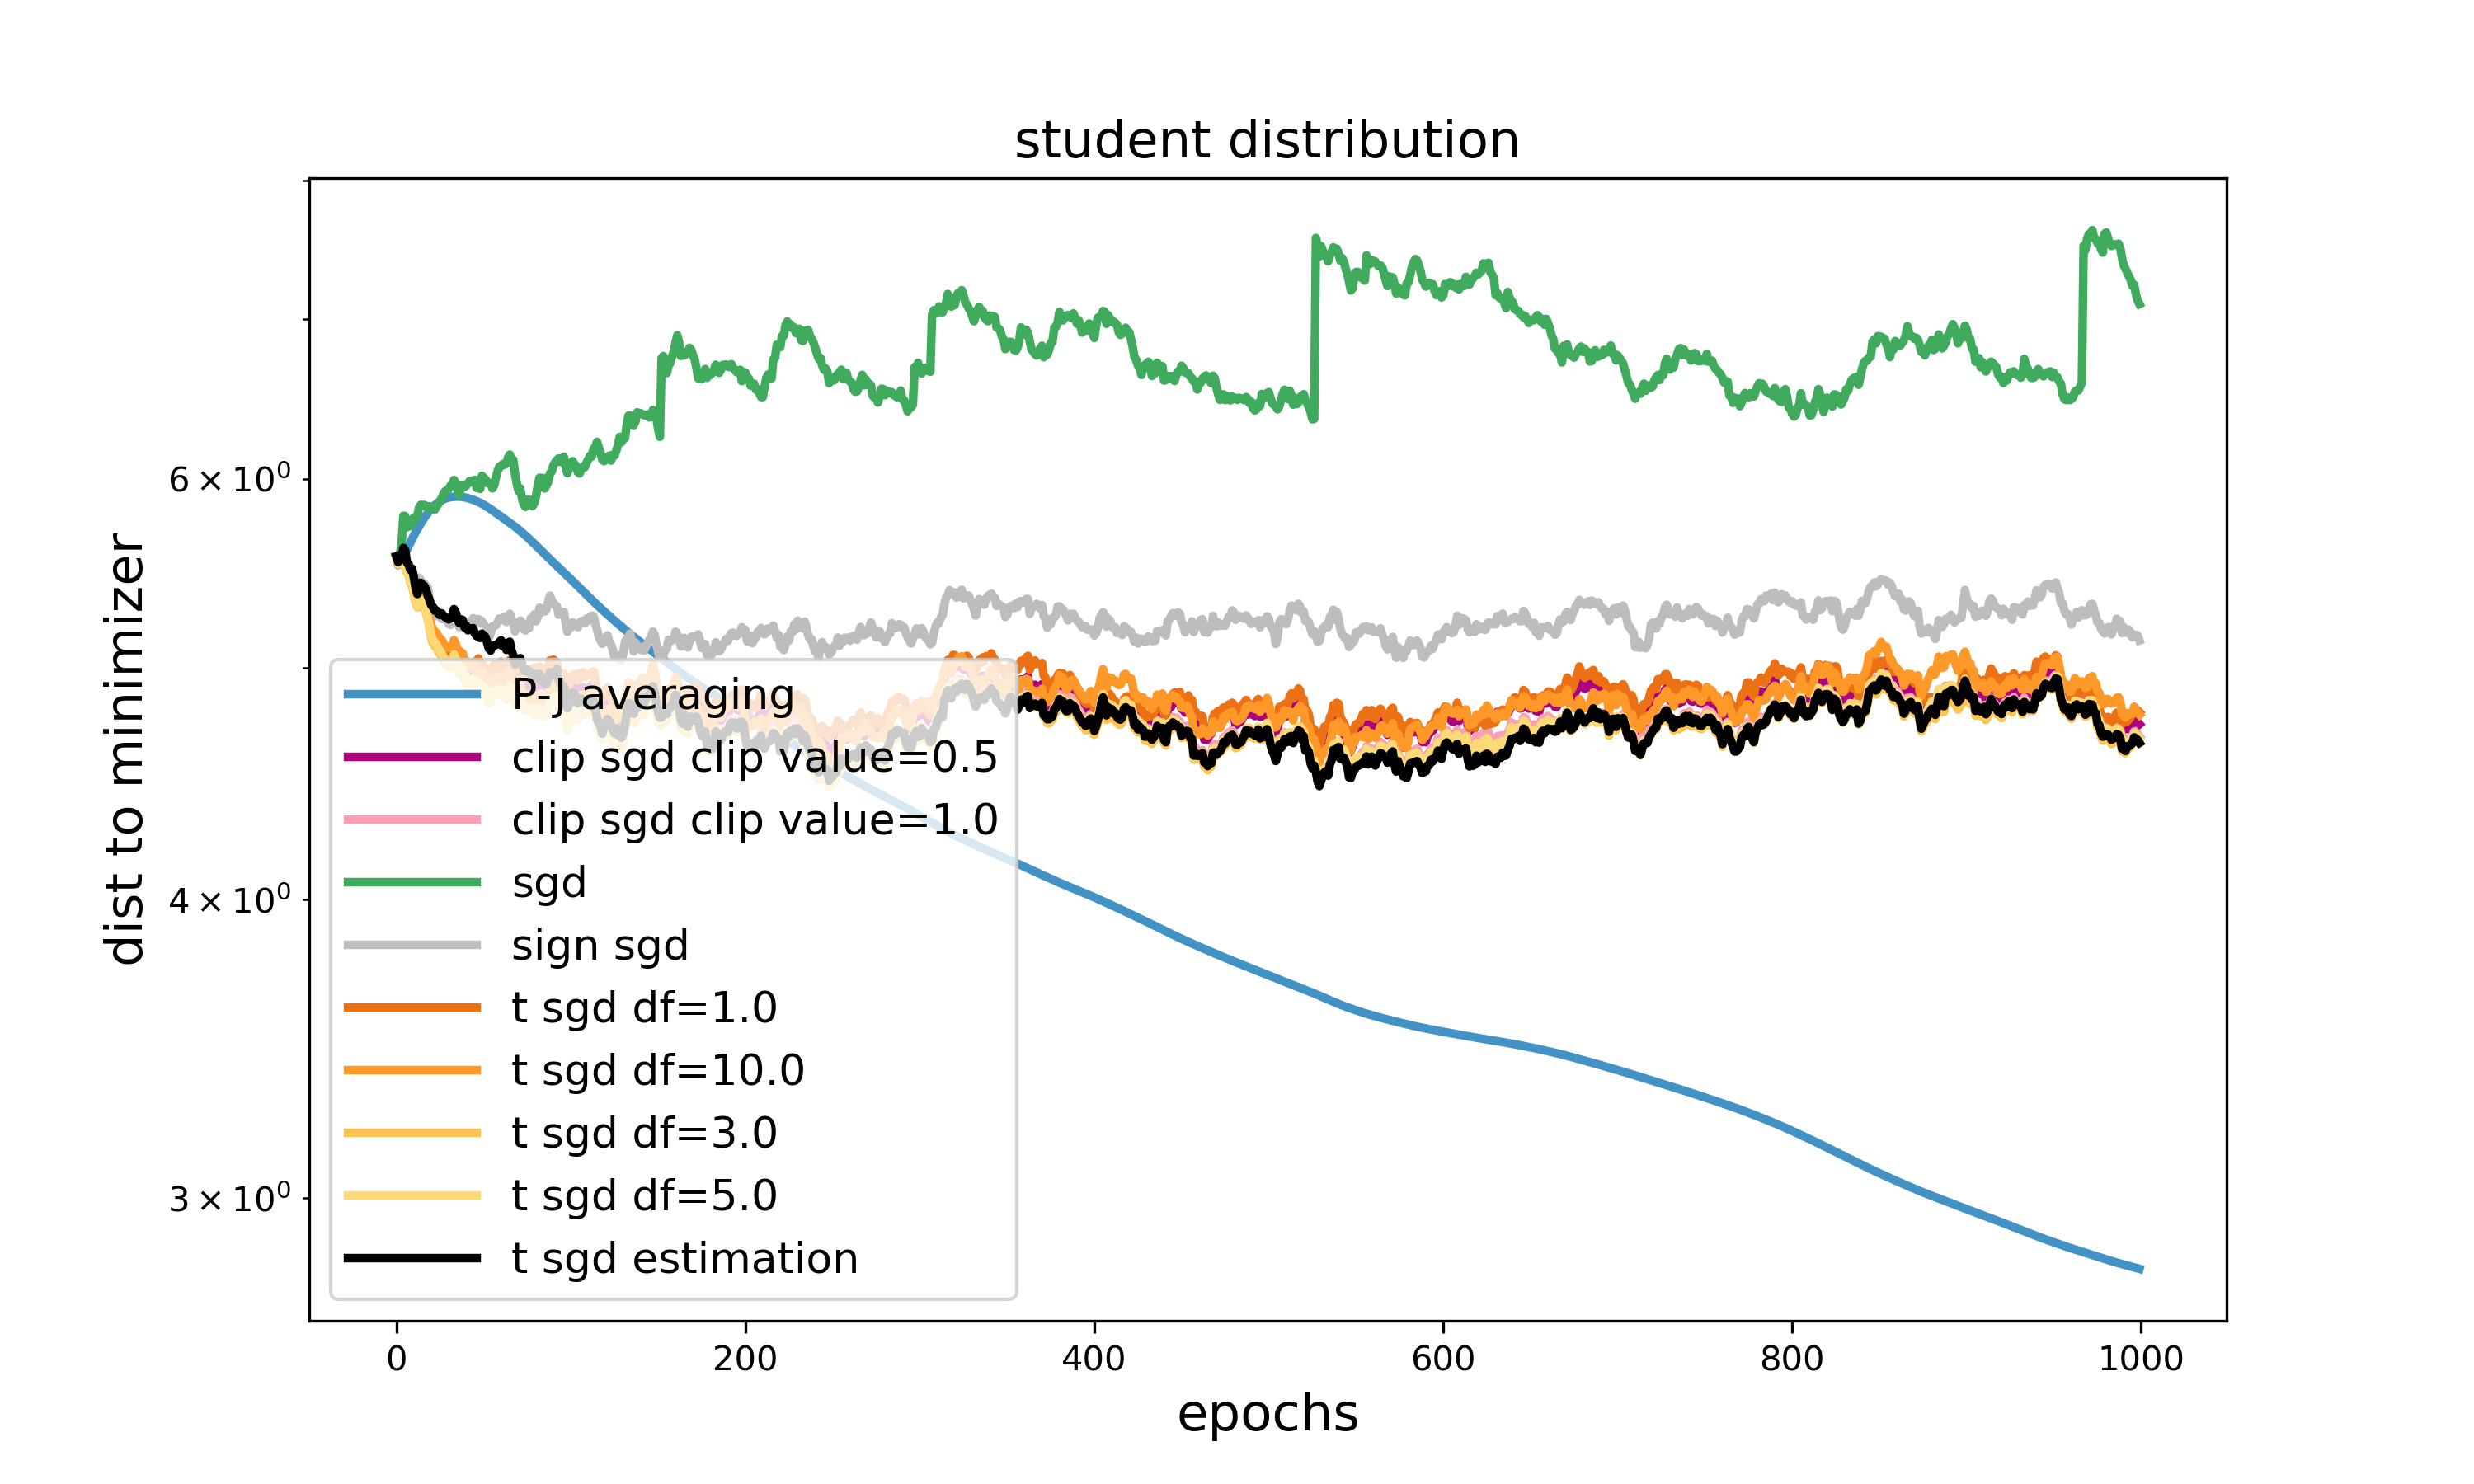 student distribution
dist to minimizer
6 × 10⁰
4 × 10⁰
3 × 10⁰
P-J averaging
clip sgd clip value=0.5
clip sgd clip value=1.0
sgd
sign sgd
t sgd df=1.0
t sgd df=10.0
t sgd df=3.0
t sgd df=5.0
t sgd estimation
0 200 400 600 800 1000
epochs